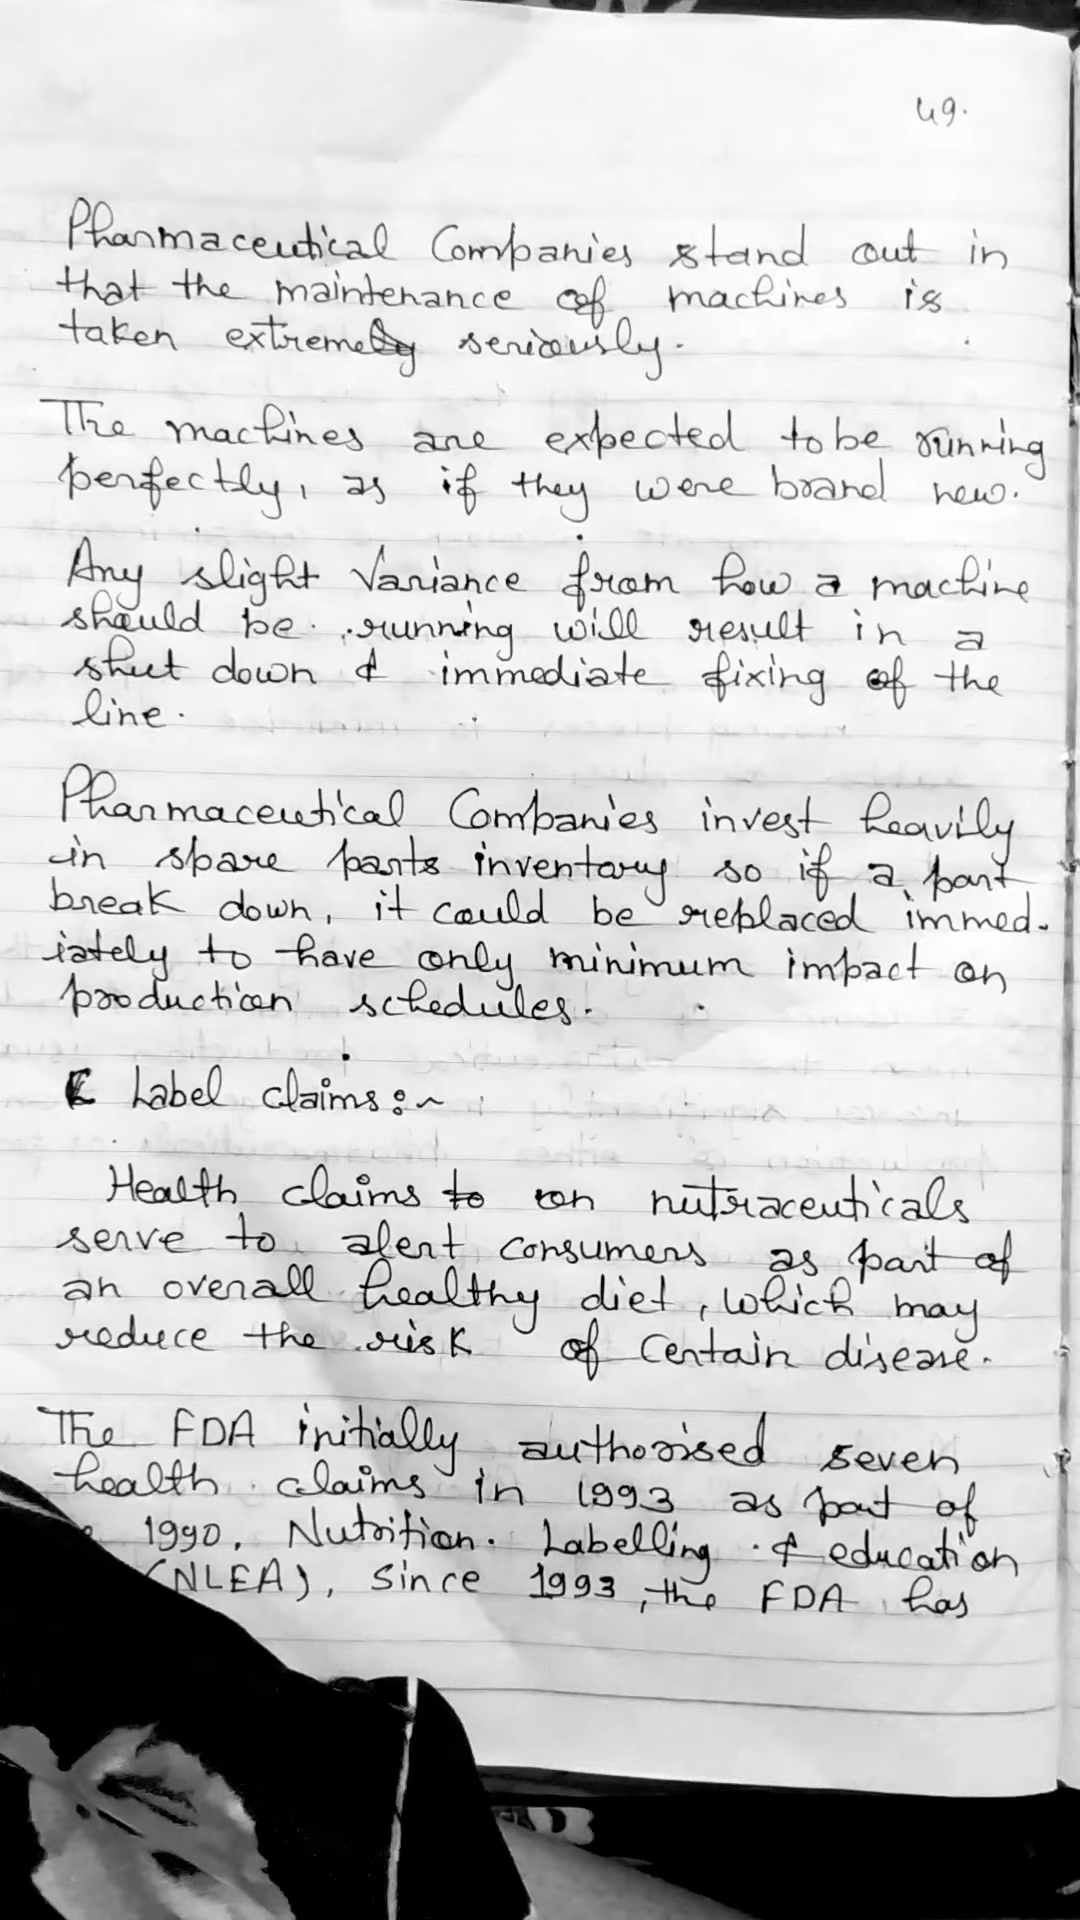 49.
Pharmaceutical Companies stand out in
that the maintenance of machines is
taken extremely seriously.
The machines are expected to be running
perfectly, as if they were brand new.
Any slight Variance from how a machine
should be running will result in a
shut down & immediate fixing of the
line.
Pharmaceutical Companies invest heavily
in spare parts inventory so if a part
break down, it could be replaced immed-
iately to have only minimum impact on
production schedules.
Label claims:~
Health claims to on nutraceuticals
serve to alert consumers as part of
an overall healthy diet, which may
reduce the risk of Certain disease.
The FDA initially authorised seven
health claims in 1993 as part of
1990, Nutrition. Labelling & education
(NLEA), Since 1993, the FDA has